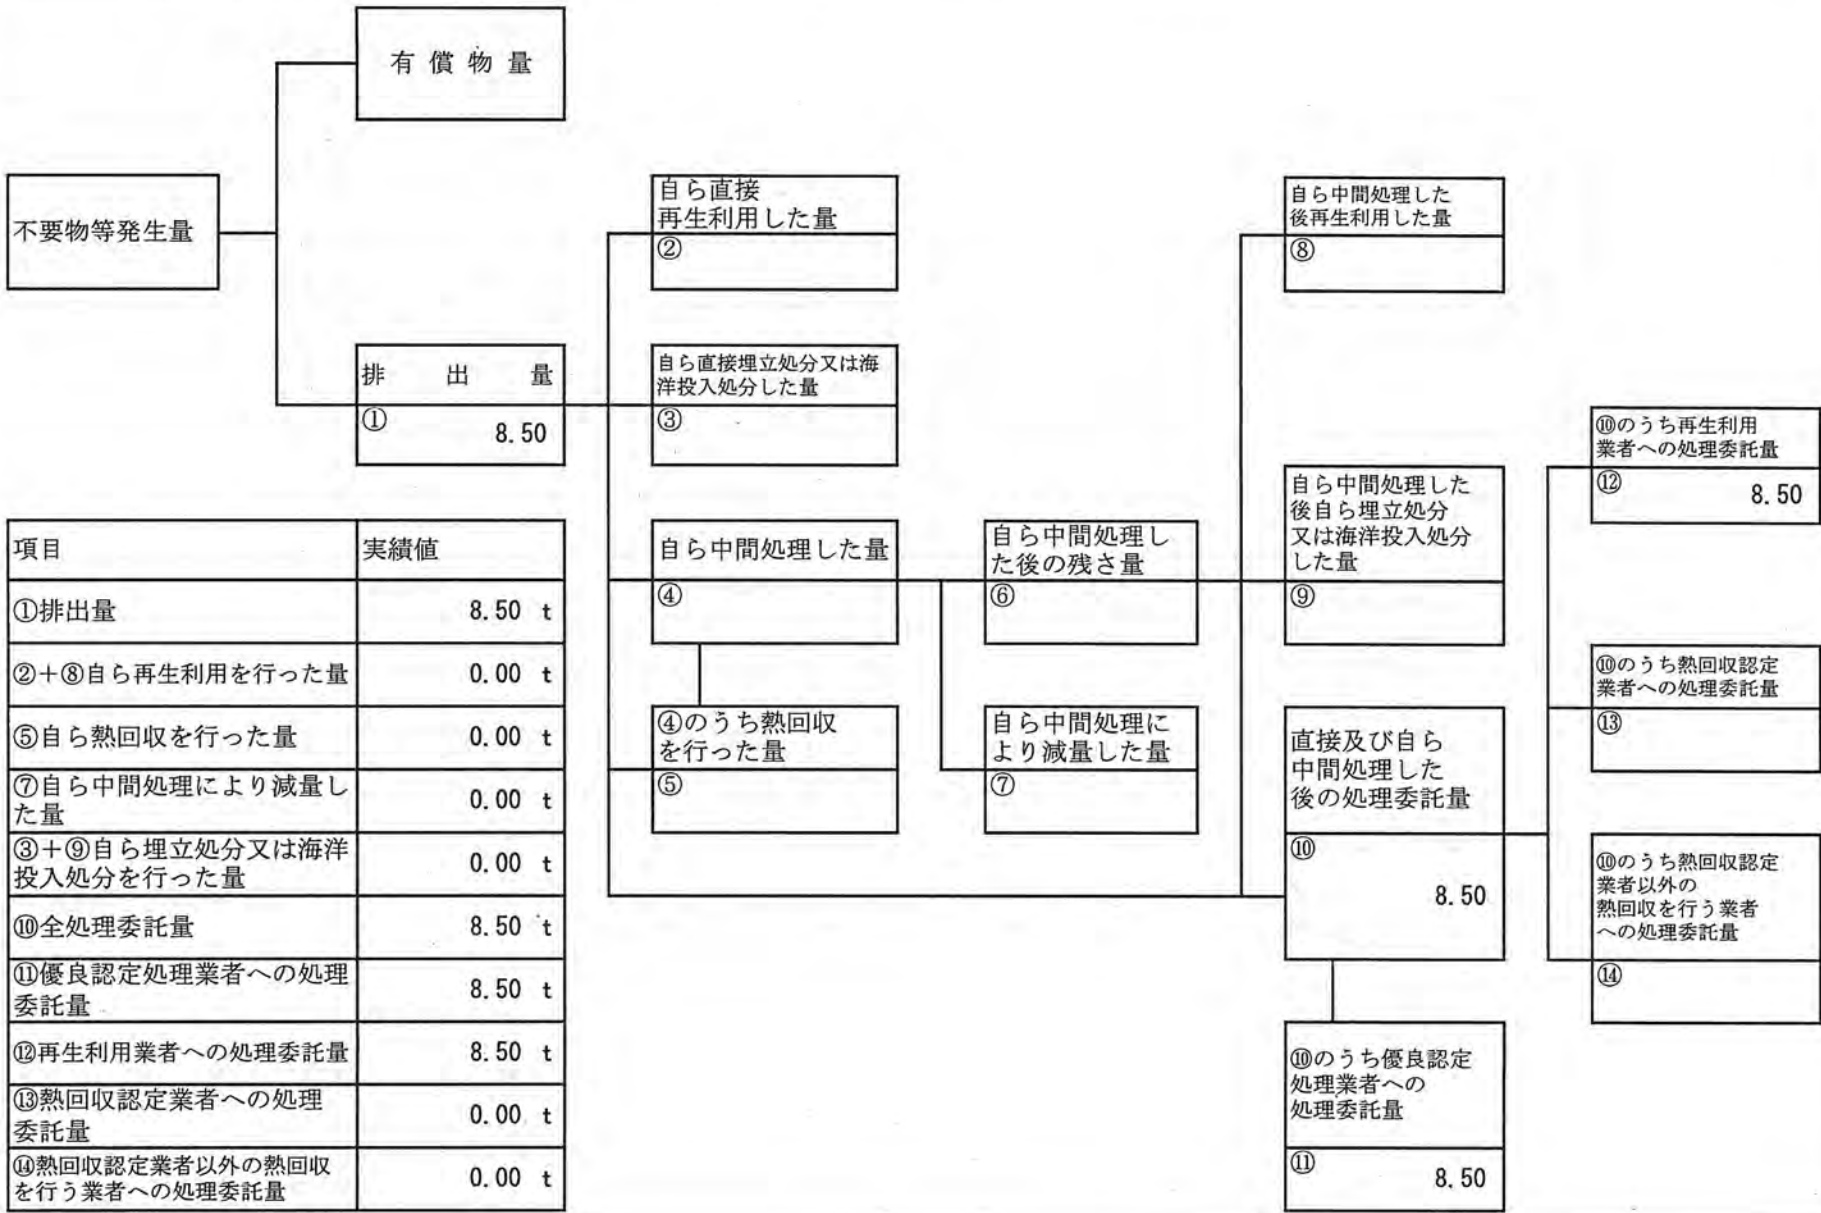 有償物量
不要物等発生量
排出量
①
8.50
自ら直接
再生利用した量
②
自ら直接埋立処分又は海
洋投入処分した量
③
自ら中間処理した量
④
④のうち熱回収
を行った量
⑤
自ら中間処理し
た後の残さ量
⑥
自ら中間処理に
より減量した量
⑦
自ら中間処理した
後再生利用した量
⑧
自ら中間処理した
後自ら埋立処分
又は海洋投入処分
した量
⑨
直接及び自ら
中間処理した
後の処理委託量
⑩
8.50
⑩のうち優良認定
処理業者への
処理委託量
⑪
8.50
⑩のうち再生利用
業者への処理委託量
⑫
8.50
⑩のうち熱回収認定
業者への処理委託量
⑬
⑩のうち熱回収認定
業者以外の
熱回収を行う業者
への処理委託量
⑭
項目 実績値
①排出量 8.50 t
②+⑧自ら再生利用を行った量 0.00 t
⑤自ら熱回収を行った量 0.00 t
⑦自ら中間処理により減量し
た量 0.00 t
③+⑨自ら埋立処分又は海洋
投入処分を行った量 0.00 t
⑩全処理委託量 8.50 t
⑪優良認定処理業者への処理
委託量 8.50 t
⑫再生利用業者への処理委託量 8.50 t
⑬熱回収認定業者への処理
委託量 0.00 t
⑭熱回収認定業者以外の熱回収
を行う業者への処理委託量 0.00 t